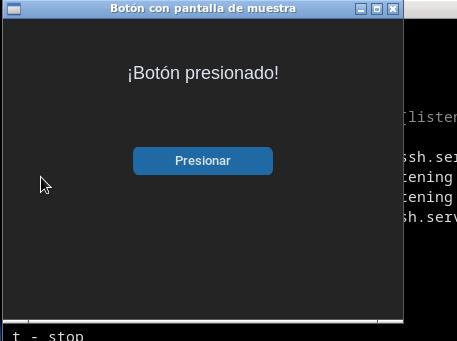 Botón con pantalla de muestra
¡Botón presionado!
[listen
Presionar
ssh.ser
tening
tening
sh.serv
t - stop